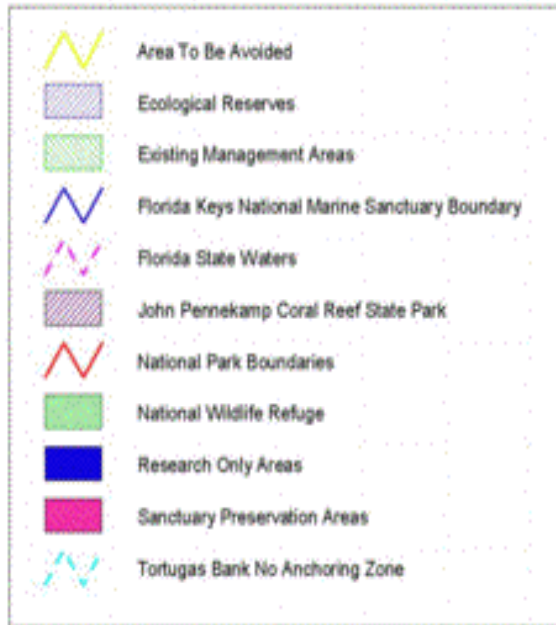 Area To Be Avoided
Ecological Reserves
Existing Management Areas
Florida Keys National Marine Sanctuary Boundary
Florida State Waters
John Pennekamp Coral Reef State Park
National Park Boundaries
National Wildlife Refuge
Research Only Areas
Sanctuary Preservation Areas
Tortugas Bank No Anchoring Zone